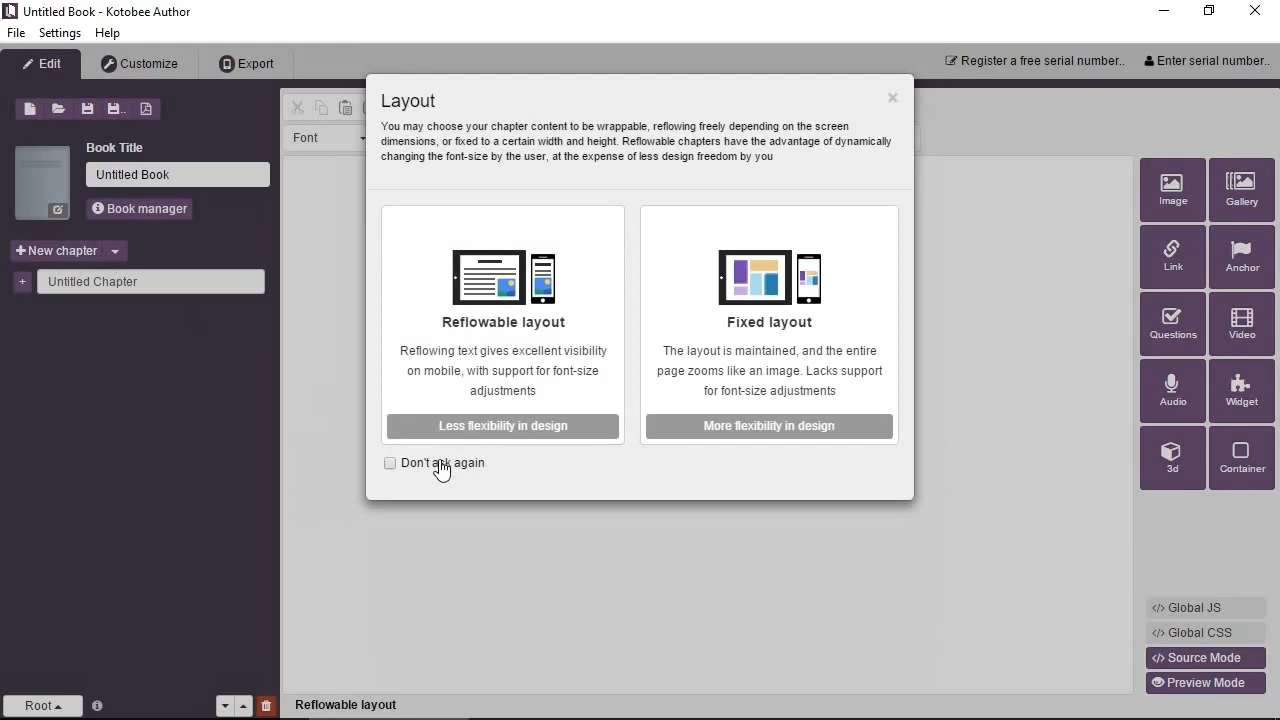 Untitled Book - Kotobee Author
File Settings Help
Edit Customize Export
Register a free serial number.. Enter serial number..
Book Title
Untitled Book
Book manager
New chapter
Untitled Chapter
Font
Layout
You may choose your chapter content to be wrappable, reflowing freely depending on the screen
dimensions, or fixed to a certain width and height. Reflowable chapters have the advantage of dynamically
changing the font-size by the user, at the expense of less design freedom by you
Reflowable layout
Reflowing text gives excellent visibility
on mobile, with support for font-size
adjustments
Less flexibility in design
Fixed layout
The layout is maintained, and the entire
page zooms like an image. Lacks support
for font-size adjustments
More flexibility in design
Don't ask again
Image Gallery
Link Anchor
Questions Video
Audio Widget
3d Container
</> Global JS
</> Global CSS
</> Source Mode
Preview Mode
Root
Reflowable layout